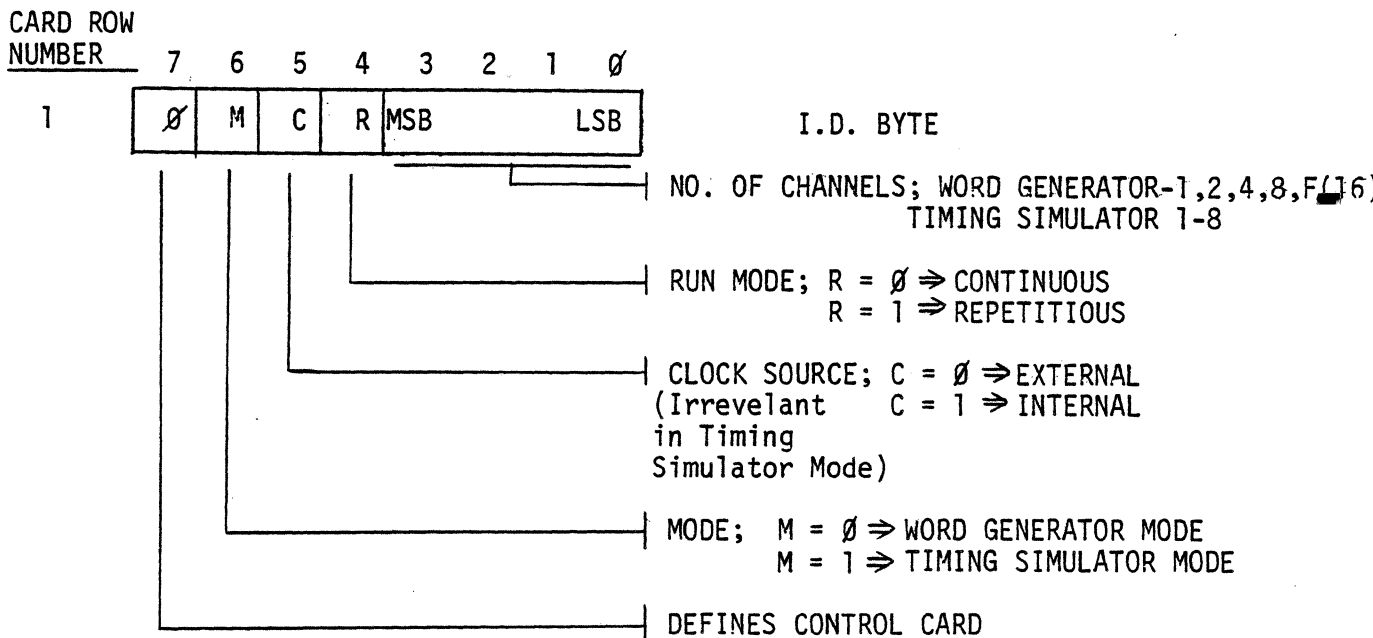 CARD ROW
NUMBER 7 6 5 4 3 2 1 Ø
1 Ø M C R MSB LSB I.D. BYTE
NO. OF CHANNELS; WORD GENERATOR-1,2,4,8,F(16)
TIMING SIMULATOR 1-8
RUN MODE; R = Ø ⇒ CONTINUOUS
R = 1 ⇒ REPETITIOUS
CLOCK SOURCE; C = Ø ⇒ EXTERNAL
(Irrevelant C = 1 ⇒ INTERNAL
in Timing
Simulator Mode)
MODE; M = Ø ⇒ WORD GENERATOR MODE
M = 1 ⇒ TIMING SIMULATOR MODE
DEFINES CONTROL CARD